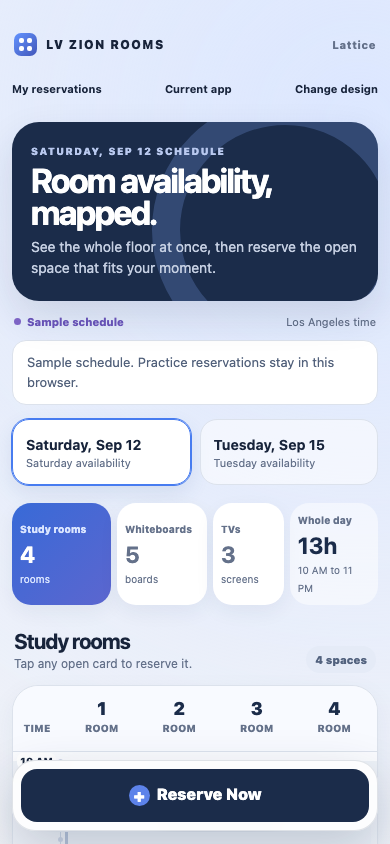 LV ZION ROOMS
Lattice
My reservations
Current app
Change design
SATURDAY, SEP 12 SCHEDULE
Room availability,
mapped.
See the whole floor at once, then reserve the open
space that fits your moment.
Sample schedule
Los Angeles time
Sample schedule. Practice reservations stay in this
browser.
Saturday, Sep 12
Saturday availability
Tuesday, Sep 15
Tuesday availability
Study rooms
4
rooms
Whiteboards
5
boards
TVs
3
screens
Whole day
13h
10 AM to 11
PM
Study rooms
Tap any open card to reserve it.
4 spaces
TIME
1
ROOM
2
ROOM
3
ROOM
4
ROOM
Reserve Now